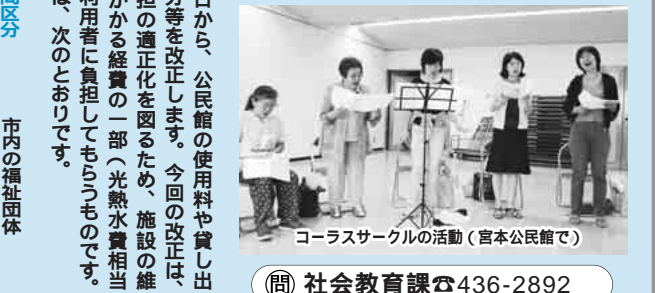 日から、公民館の使用料や貸し出
分等を改正します。今回の改正は、
担の適正化を図るため、施設の維
がかる経費の一部（光熱水費相当
利用者に負担してもらうものです。
は、次のとおりです。
間区分
市内の福祉団体
コーラスサークルの活動（宮本公民館で）
問 社会教育課☎436-2892